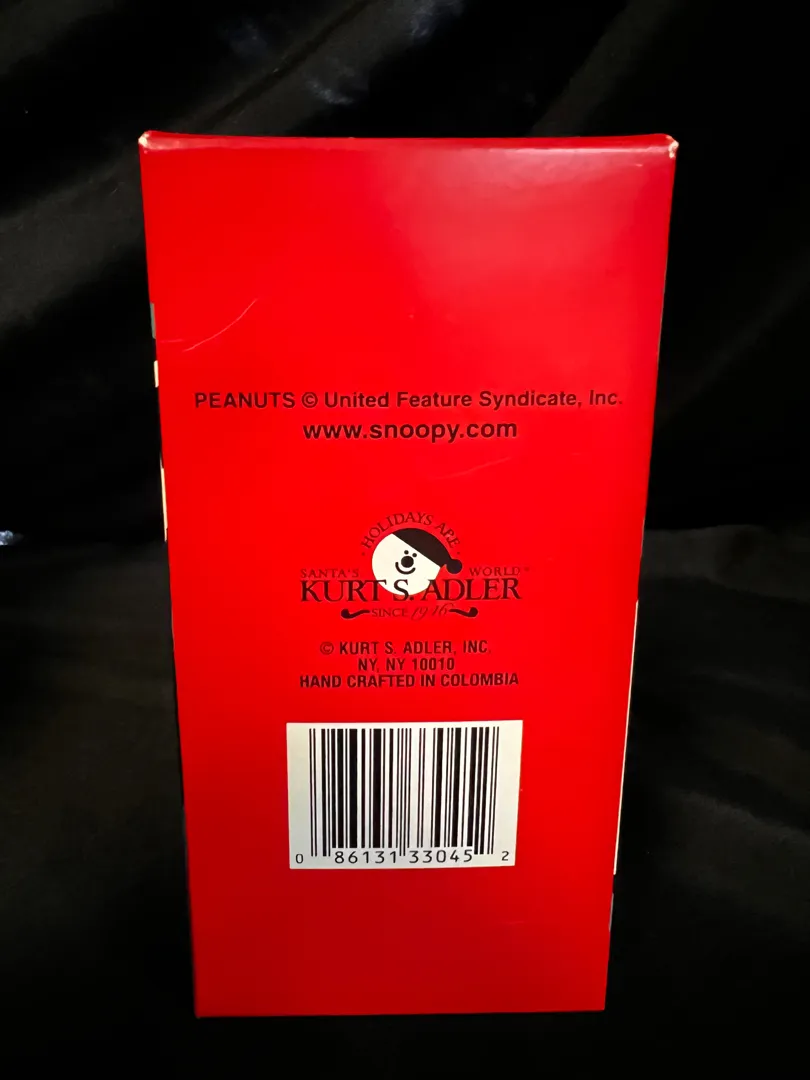 PEANUTS © United Feature Syndicate, Inc.
www.snoopy.com
HOLIDAYS ARE
SANTA'S WORLD™
KURT S. ADLER
SINCE 1946
© KURT S. ADLER, INC.
NY, NY 10010
HAND CRAFTED IN COLOMBIA
0 86131 33045 2